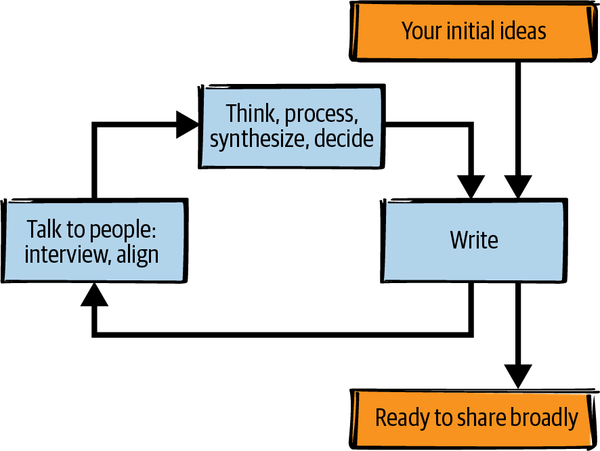 Your initial ideas
Think, process,
synthesize, decide
Talk to people:
interview, align
Write
Ready to share broadly